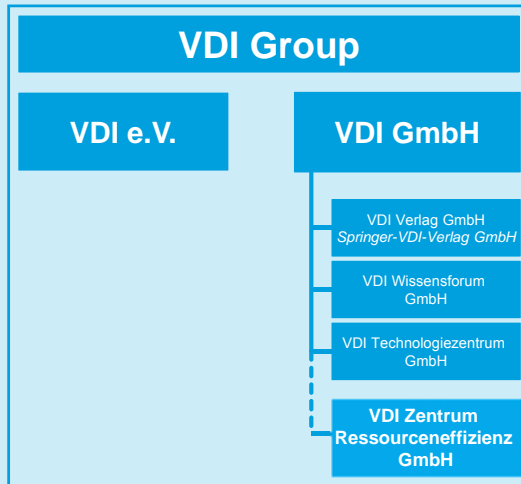 VDI Group
VDI e.V.
VDI GmbH
VDI Verlag GmbH
Springer-VDI-Verlag GmbH
VDI Wissensforum
GmbH
VDI Technologiezentrum
GmbH
VDI Zentrum
Ressourceneffizienz
GmbH